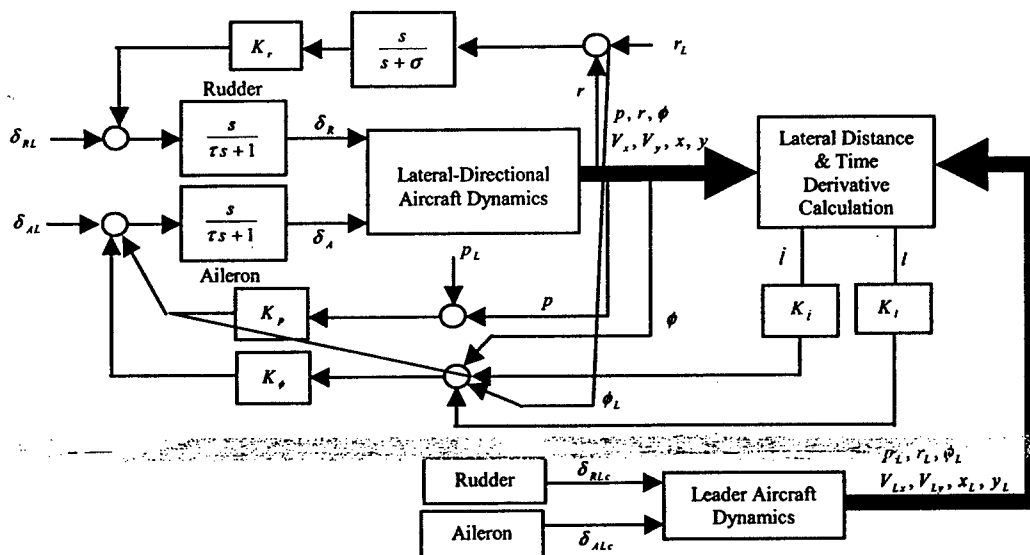 K_r
s
s + σ
r_L
Rudder
r
p, r, ϕ
V_x, V_y, x, y
δ_RL
s
τs + 1
δ_R
Lateral-Directional
Aircraft Dynamics
Lateral Distance
& Time
Derivative
Calculation
δ_AL
s
τs + 1
δ_A
Aileron
p_L
l̇
l
K_p
p
K_l̇
K_l
ϕ
K_ϕ
ϕ_L
p_L, r_L, ϕ_L
V_Lx, V_Ly, x_L, y_L
Rudder
δ_RLc
Leader Aircraft
Dynamics
Aileron
δ_ALc